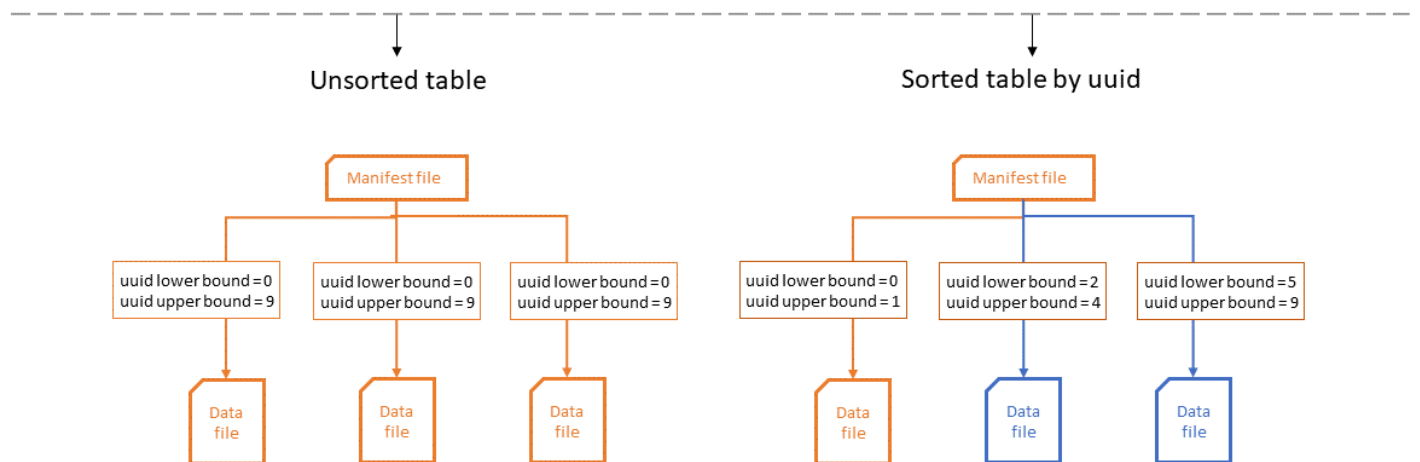 Unsorted table
Sorted table by uuid
Manifest file
Manifest file
uuid lower bound = 0
uuid upper bound = 9
uuid lower bound = 0
uuid upper bound = 9
uuid lower bound = 0
uuid upper bound = 9
uuid lower bound = 0
uuid upper bound = 1
uuid lower bound = 2
uuid upper bound = 4
uuid lower bound = 5
uuid upper bound = 9
Data
file
Data
file
Data
file
Data
file
Data
file
Data
file